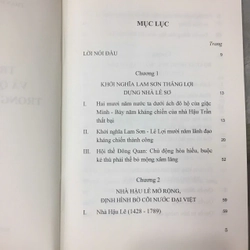 MỤC LỤC
Trang
LỜI NÓI ĐẦU
Chương 1
KHỞI NGHĨA LAM SƠN THẮNG LỢI
DỰNG NHÀ LÊ SƠ
I. Hai mươi năm nước ta dưới ách đô hộ của giặc
Minh - Bảy năm kháng chiến của nhà Hậu Trần
thất bại
II. Khởi nghĩa Lam Sơn - Lê Lợi mười năm lãnh đạo
kháng chiến thành công
III. Hội thề Đông Quan: Chủ động hòa hiếu, buộc
kẻ thù phải thề bỏ mộng xâm lăng
Chương 2
NHÀ HẬU LÊ MỞ RỘNG,
ĐỊNH HÌNH BỜ CÕI NƯỚC ĐẠI VIỆT
I. Nhà Hậu Lê (1428 - 1789)